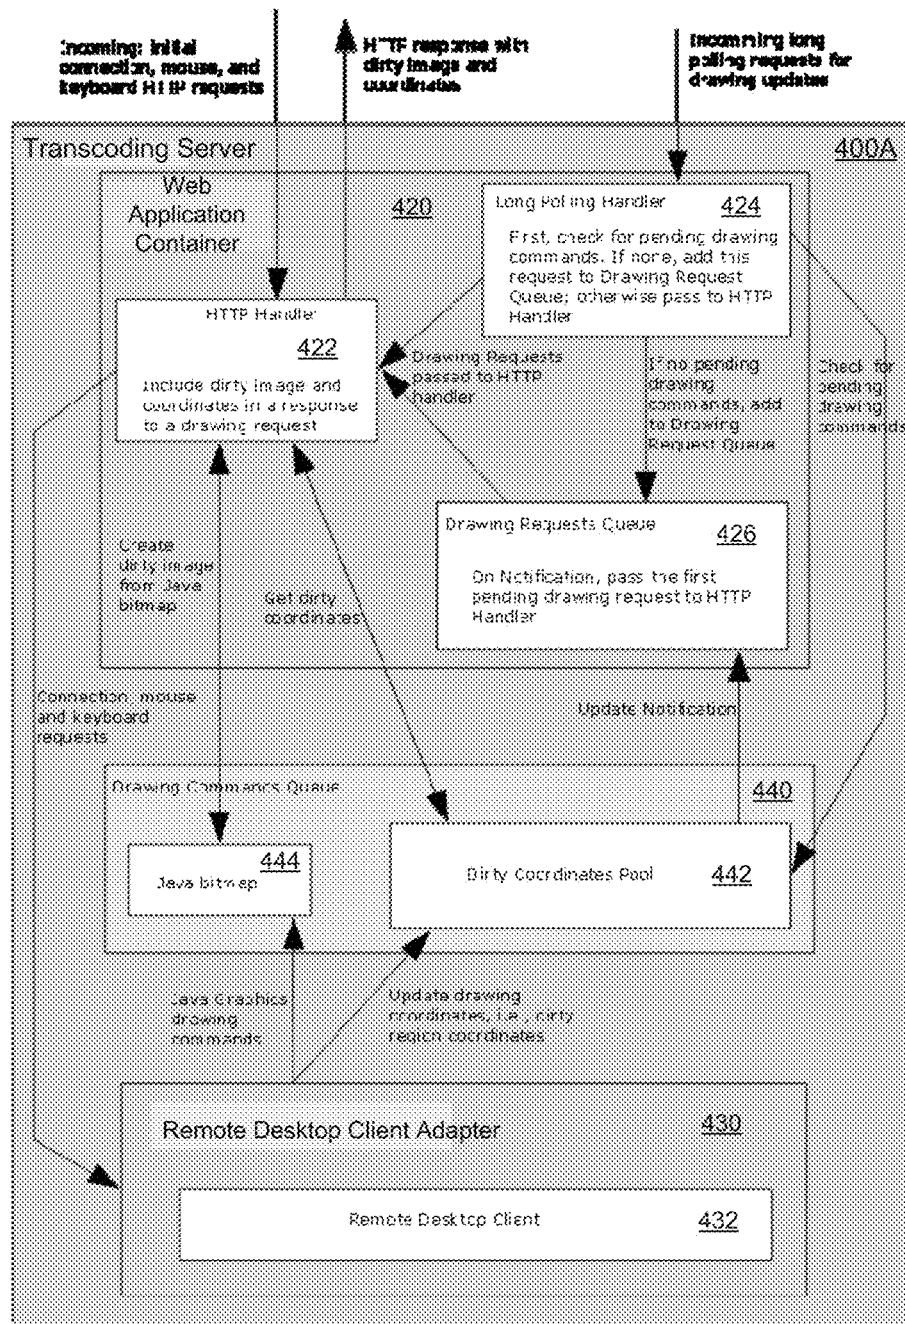 Incoming: initial
connection, mouse, and
keyboard HTTP requests
HTTP response with
dirty image and
coordinates
Incomming long
polling requests for
drawing updates
Transcoding Server
400A
Web
Application
Container
420
Long Polling Handler
424
First, check for pending drawing
commands. If none, add this
request to Drawing Request
Queue; otherwise pass to HTTP
Handler
HTTP Handler
422
Include dirty image and
coordinates in a response
to a drawing request
Drawing Requests
passed to HTTP
handler
If no pending
drawing
commands, add
to Drawing
Request Queue
Check for
pending
drawing
commands
Drawing Requests Queue
426
On Notification, pass the first
pending drawing request to HTTP
Handler
Create
dirty image
from Java
bitmap
Get dirty
coordinates
Connection, mouse
and keyboard
requests
Update Notification
Drawing Commands Queue
440
444
Java bitmap
Dirty Coordinates Pool
442
Java Graphics
drawing
commands
Update drawing
coordinates, i.e., dirty
region coordinates
Remote Desktop Client Adapter
430
Remote Desktop Client
432